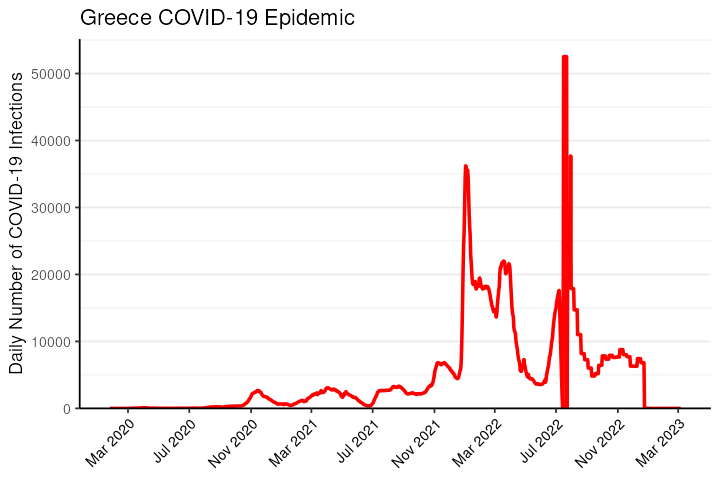 Greece COVID-19 Epidemic
Daily Number of COVID-19 Infections
50000
40000
30000
20000
10000
0
Mar 2020
Jul 2020
Nov 2020
Mar 2021
Jul 2021
Nov 2021
Mar 2022
Jul 2022
Nov 2022
Mar 2023